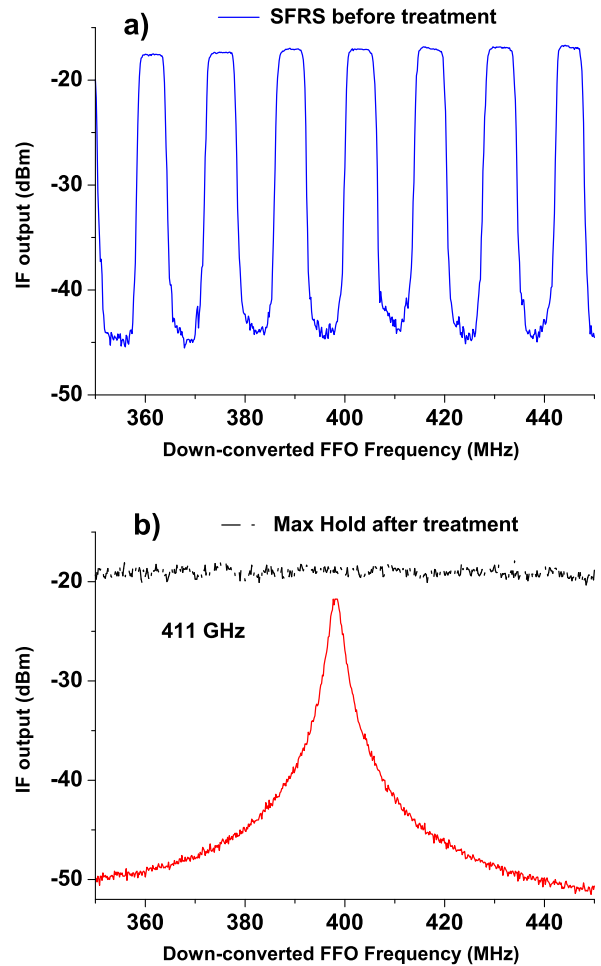 a)
SFRS before treatment
IF output (dBm)
-20
-30
-40
-50
360 380 400 420 440
Down-converted FFO Frequency (MHz)
b)
Max Hold after treatment
IF output (dBm)
-20
-30
-40
-50
411 GHz
360 380 400 420 440
Down-converted FFO Frequency (MHz)